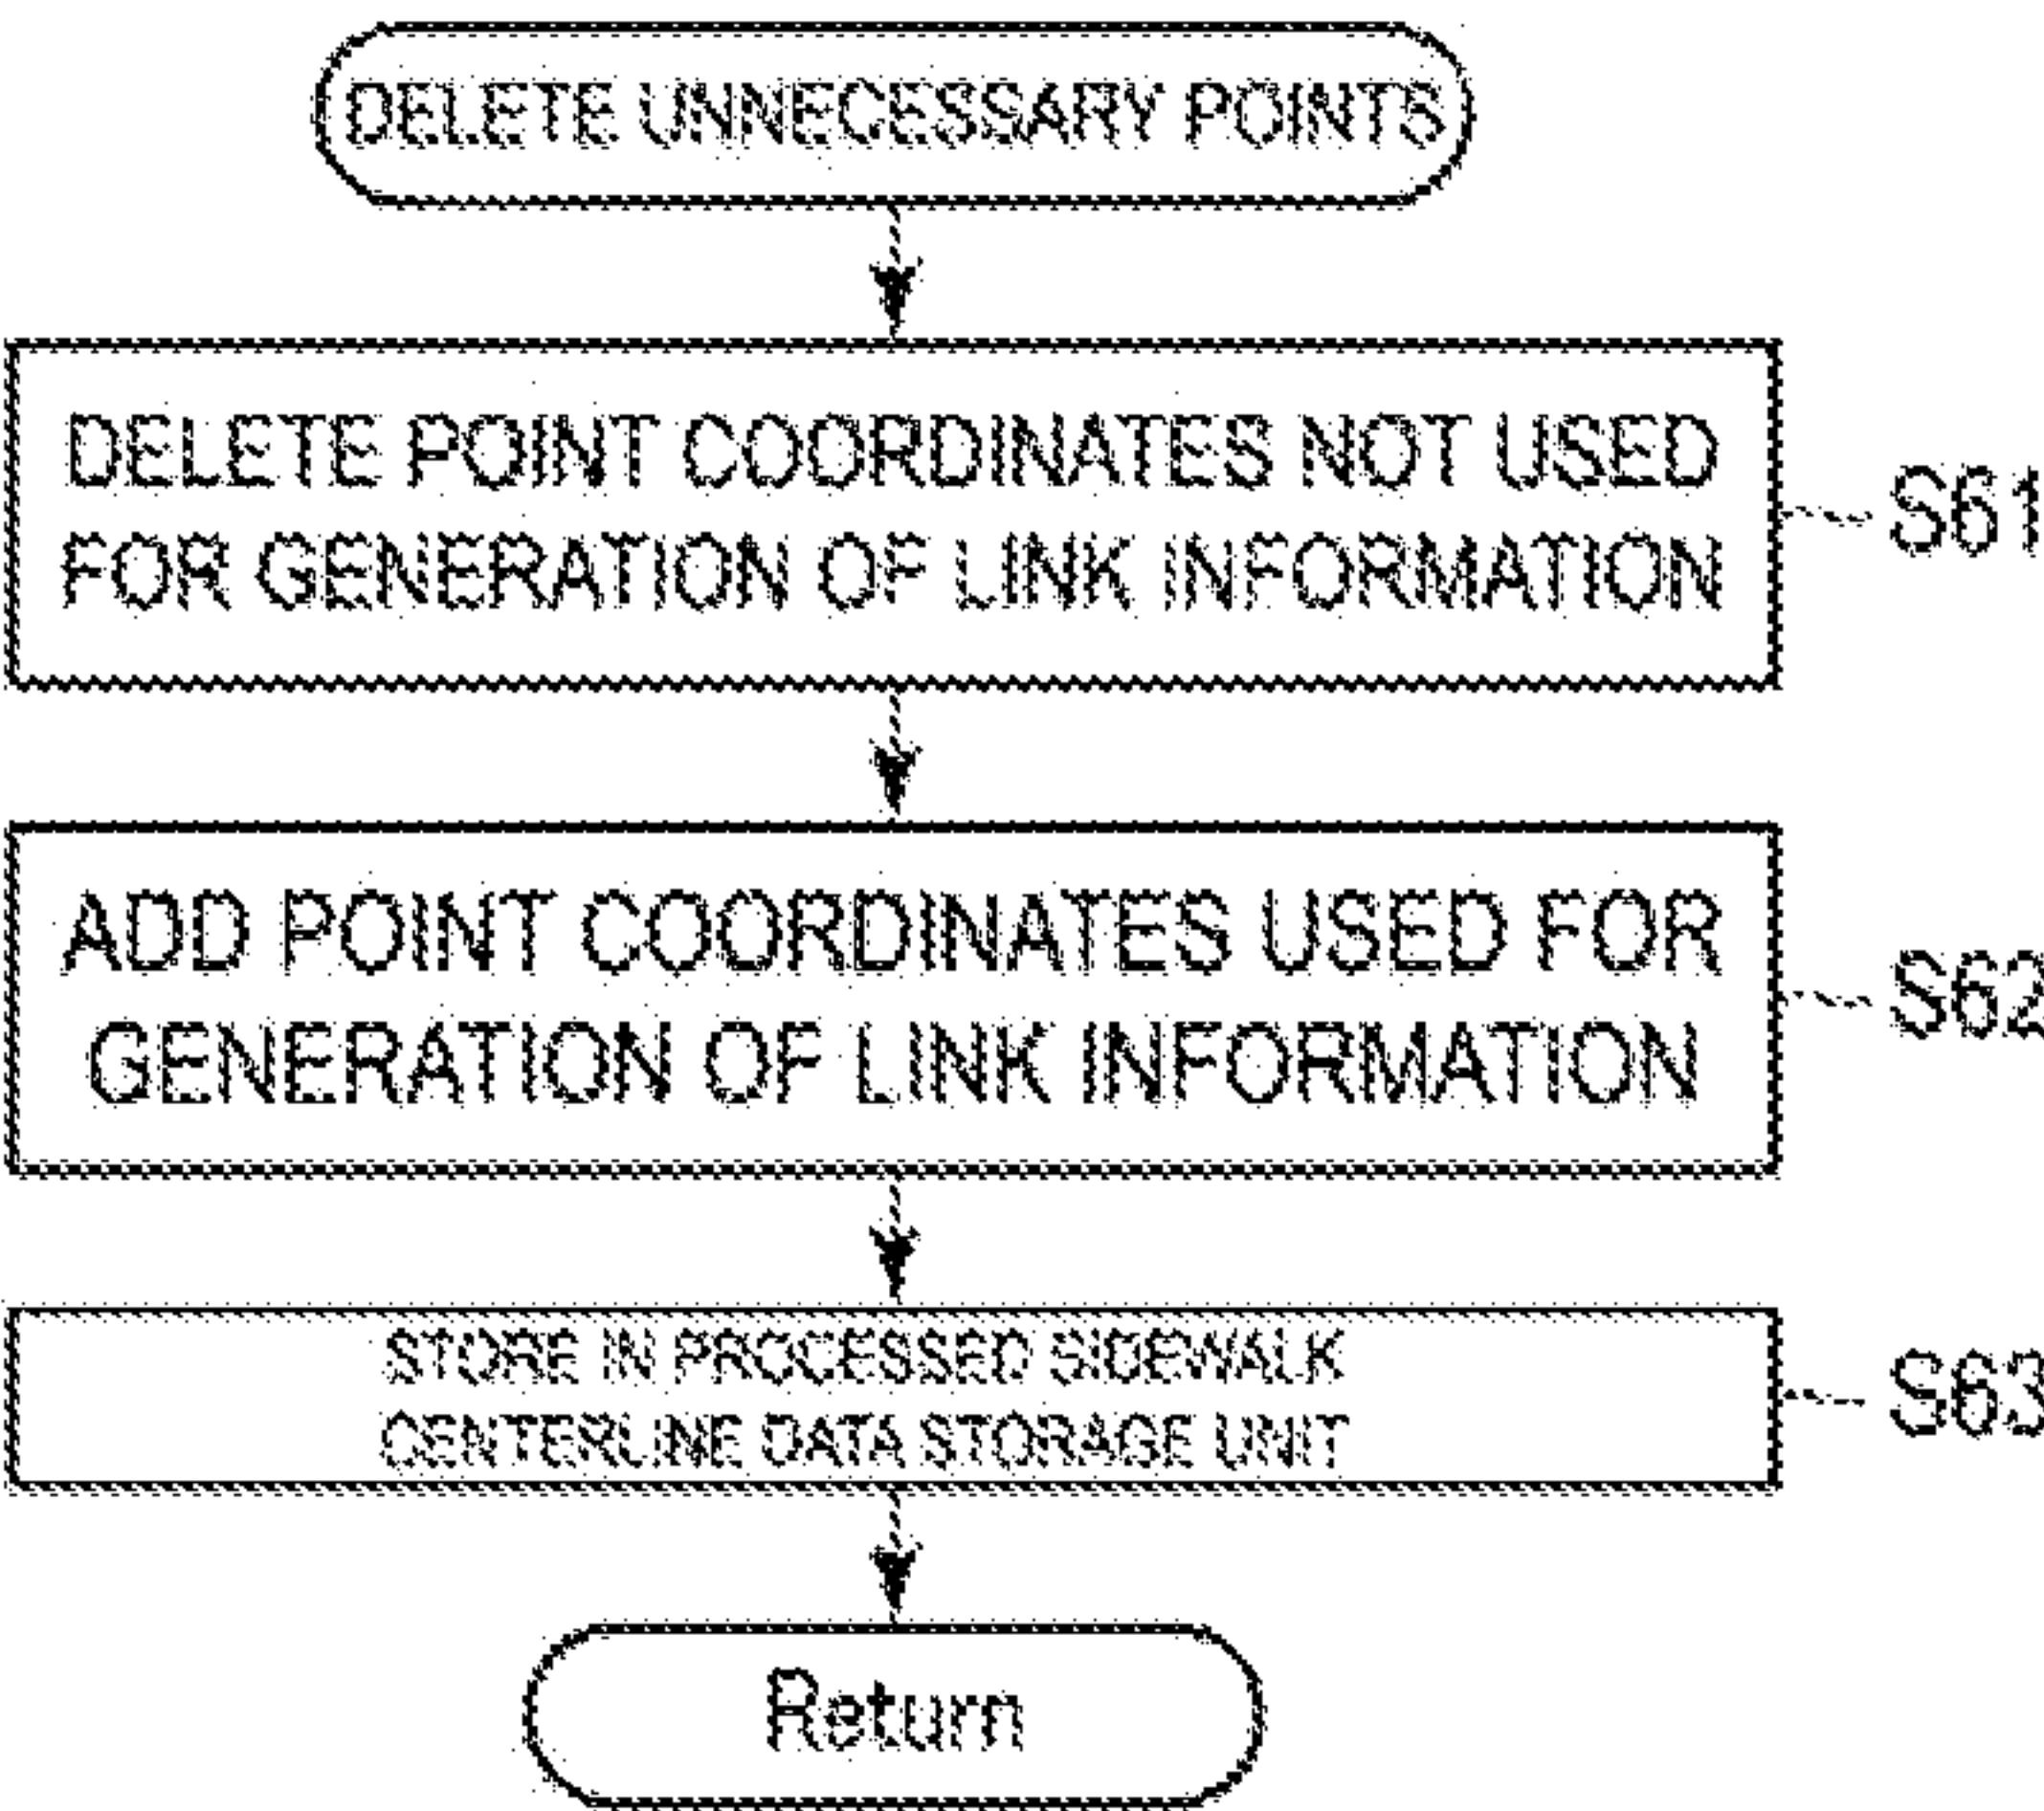 DELETE UNNECESSARY POINTS
DELETE POINT COORDINATES NOT USED
FOR GENERATION OF LINK INFORMATION
S61
ADD POINT COORDINATES USED FOR
GENERATION OF LINK INFORMATION
S62
STORE IN PROCESSED SIDEWALK
CENTERLINE DATA STORAGE UNIT
S63
Return